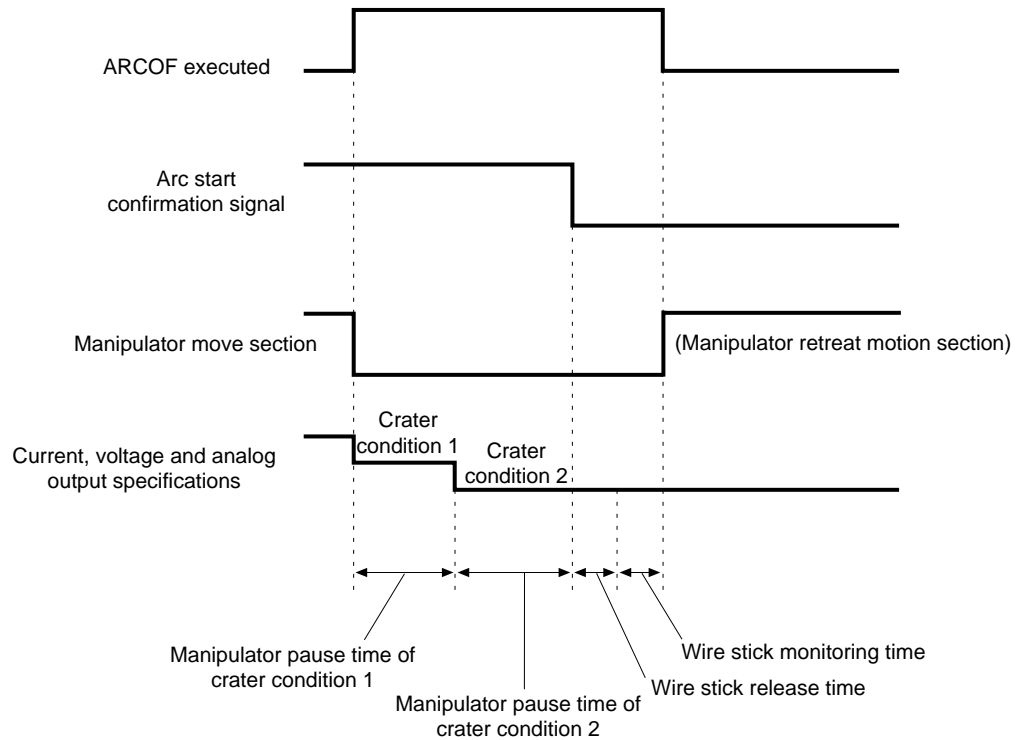 ARCOF executed
Arc start
confirmation signal
Manipulator move section
(Manipulator retreat motion section)
Current, voltage and analog
output specifications
Crater
condition 1
Crater
condition 2
Manipulator pause time of
crater condition 1
Manipulator pause time of
crater condition 2
Wire stick monitoring time
Wire stick release time